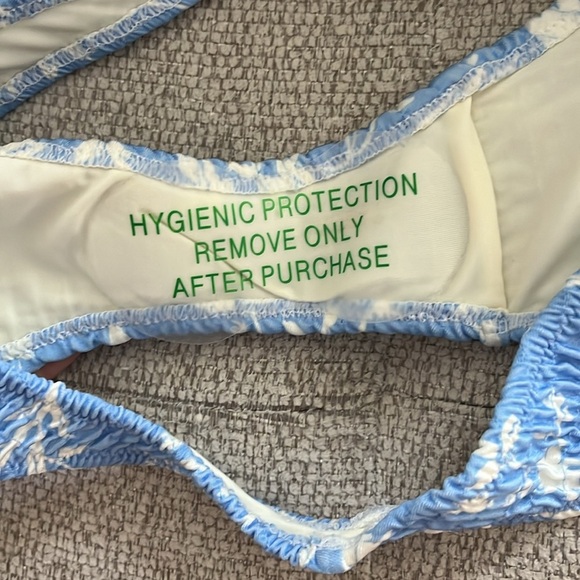 HYGIENIC PROTECTION
REMOVE ONLY
AFTER PURCHASE